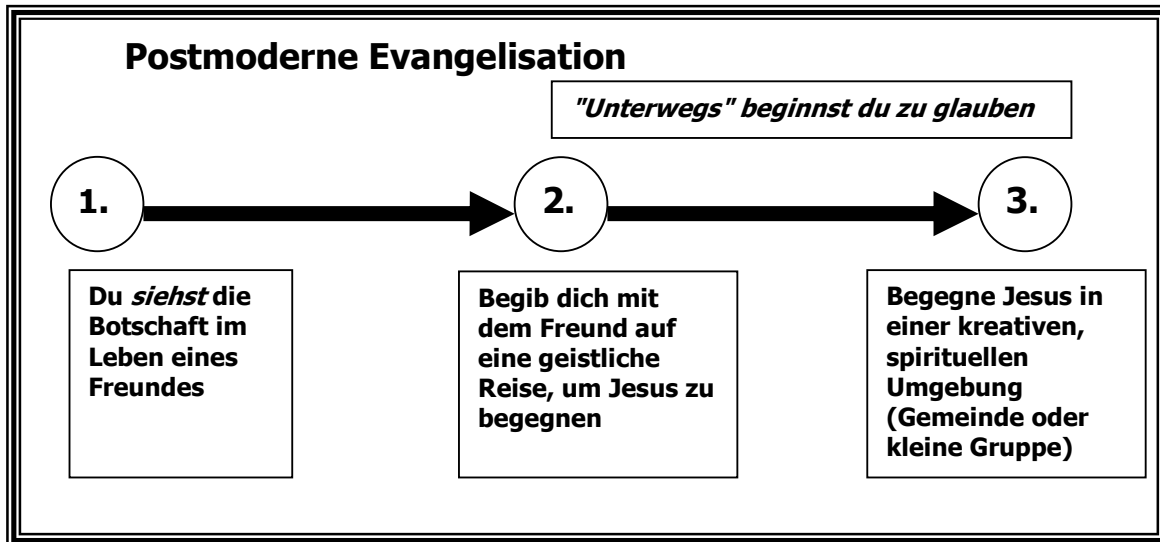 Postmoderne Evangelisation
"Unterwegs" beginnst du zu glauben
1.
2.
3.
Du siehst die
Botschaft im
Leben eines
Freundes
Begib dich mit
dem Freund auf
eine geistliche
Reise, um Jesus zu
begegnen
Begegne Jesus in
einer kreativen,
spirituellen
Umgebung
(Gemeinde oder
kleine Gruppe)